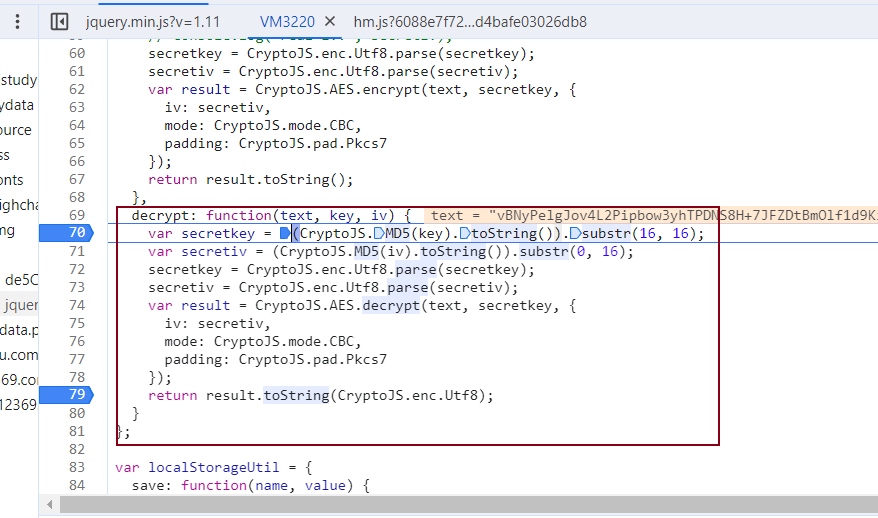 jquery.min.js?v=1.11
VM3220
hm.js?6088e7f72…d4bafe03026db8
60 secretkey = CryptoJS.enc.Utf8.parse(secretkey);
61 secretiv = CryptoJS.enc.Utf8.parse(secretiv);
62 var result = CryptoJS.AES.encrypt(text, secretkey, {
63 iv: secretiv,
64 mode: CryptoJS.mode.CBC,
65 padding: CryptoJS.pad.Pkcs7
66 });
67 return result.toString();
68 },
69 decrypt: function(text, key, iv) { text = "vBNyPelgJov4L2Pipbow3yhTPDNS8H+7JFZDtBmOlf1d9K
70 var secretkey = (CryptoJS.MD5(key).toString()).substr(16, 16);
71 var secretiv = (CryptoJS.MD5(iv).toString()).substr(0, 16);
72 secretkey = CryptoJS.enc.Utf8.parse(secretkey);
73 secretiv = CryptoJS.enc.Utf8.parse(secretiv);
74 var result = CryptoJS.AES.decrypt(text, secretkey, {
75 iv: secretiv,
76 mode: CryptoJS.mode.CBC,
77 padding: CryptoJS.pad.Pkcs7
78 });
79 return result.toString(CryptoJS.enc.Utf8);
80 }
81 };
82
83 var localStorageUtil = {
84 save: function(name, value) {
study
ydata
ource
ss
onts
ighcha
mg
de5C
jquer
data.p
u.com
69.co
12369